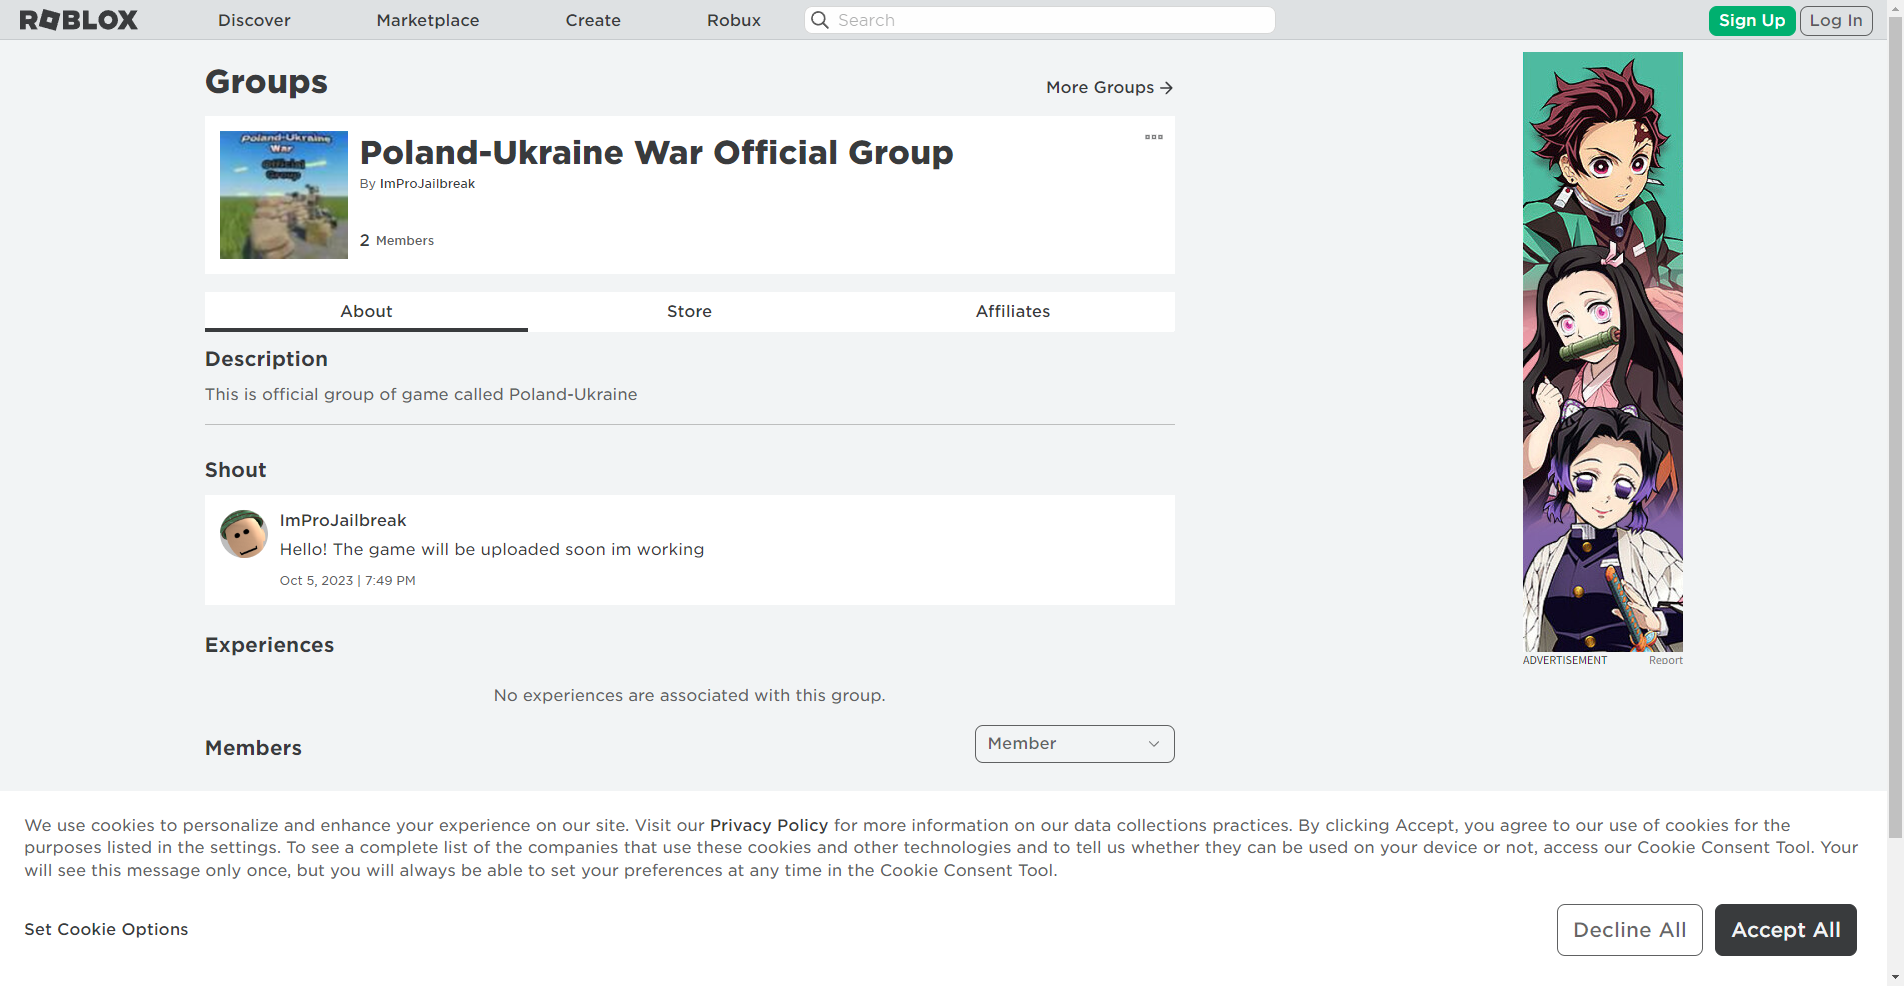 ROBLOX
Discover
Marketplace
Create
Robux
Search
Sign Up
Log In
Groups
More Groups
Poland-Ukraine
War
Official
Group
Poland-Ukraine War Official Group
By ImProJailbreak
2 Members
About
Store
Affiliates
Description
This is official group of game called Poland-Ukraine
Shout
ImProJailbreak
Hello! The game will be uploaded soon im working
Oct 5, 2023 | 7:49 PM
Experiences
No experiences are associated with this group.
Members
Member
ADVERTISEMENT
Report
We use cookies to personalize and enhance your experience on our site. Visit our Privacy Policy for more information on our data collections practices. By clicking Accept, you agree to our use of cookies for the
purposes listed in the settings. To see a complete list of the companies that use these cookies and other technologies and to tell us whether they can be used on your device or not, access our Cookie Consent Tool. Your
will see this message only once, but you will always be able to set your preferences at any time in the Cookie Consent Tool.
Set Cookie Options
Decline All
Accept All